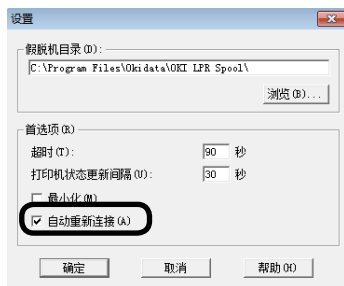 设置
假脱机目录(D):
C:\Program Files\Okidata\OKI LPR Spool\
浏览(B)...
首选项(R)
超时(T): 90 秒
打印机状态更新间隔(U): 30 秒
最小化(M)
自动重新连接(A)
确定 取消 帮助(H)